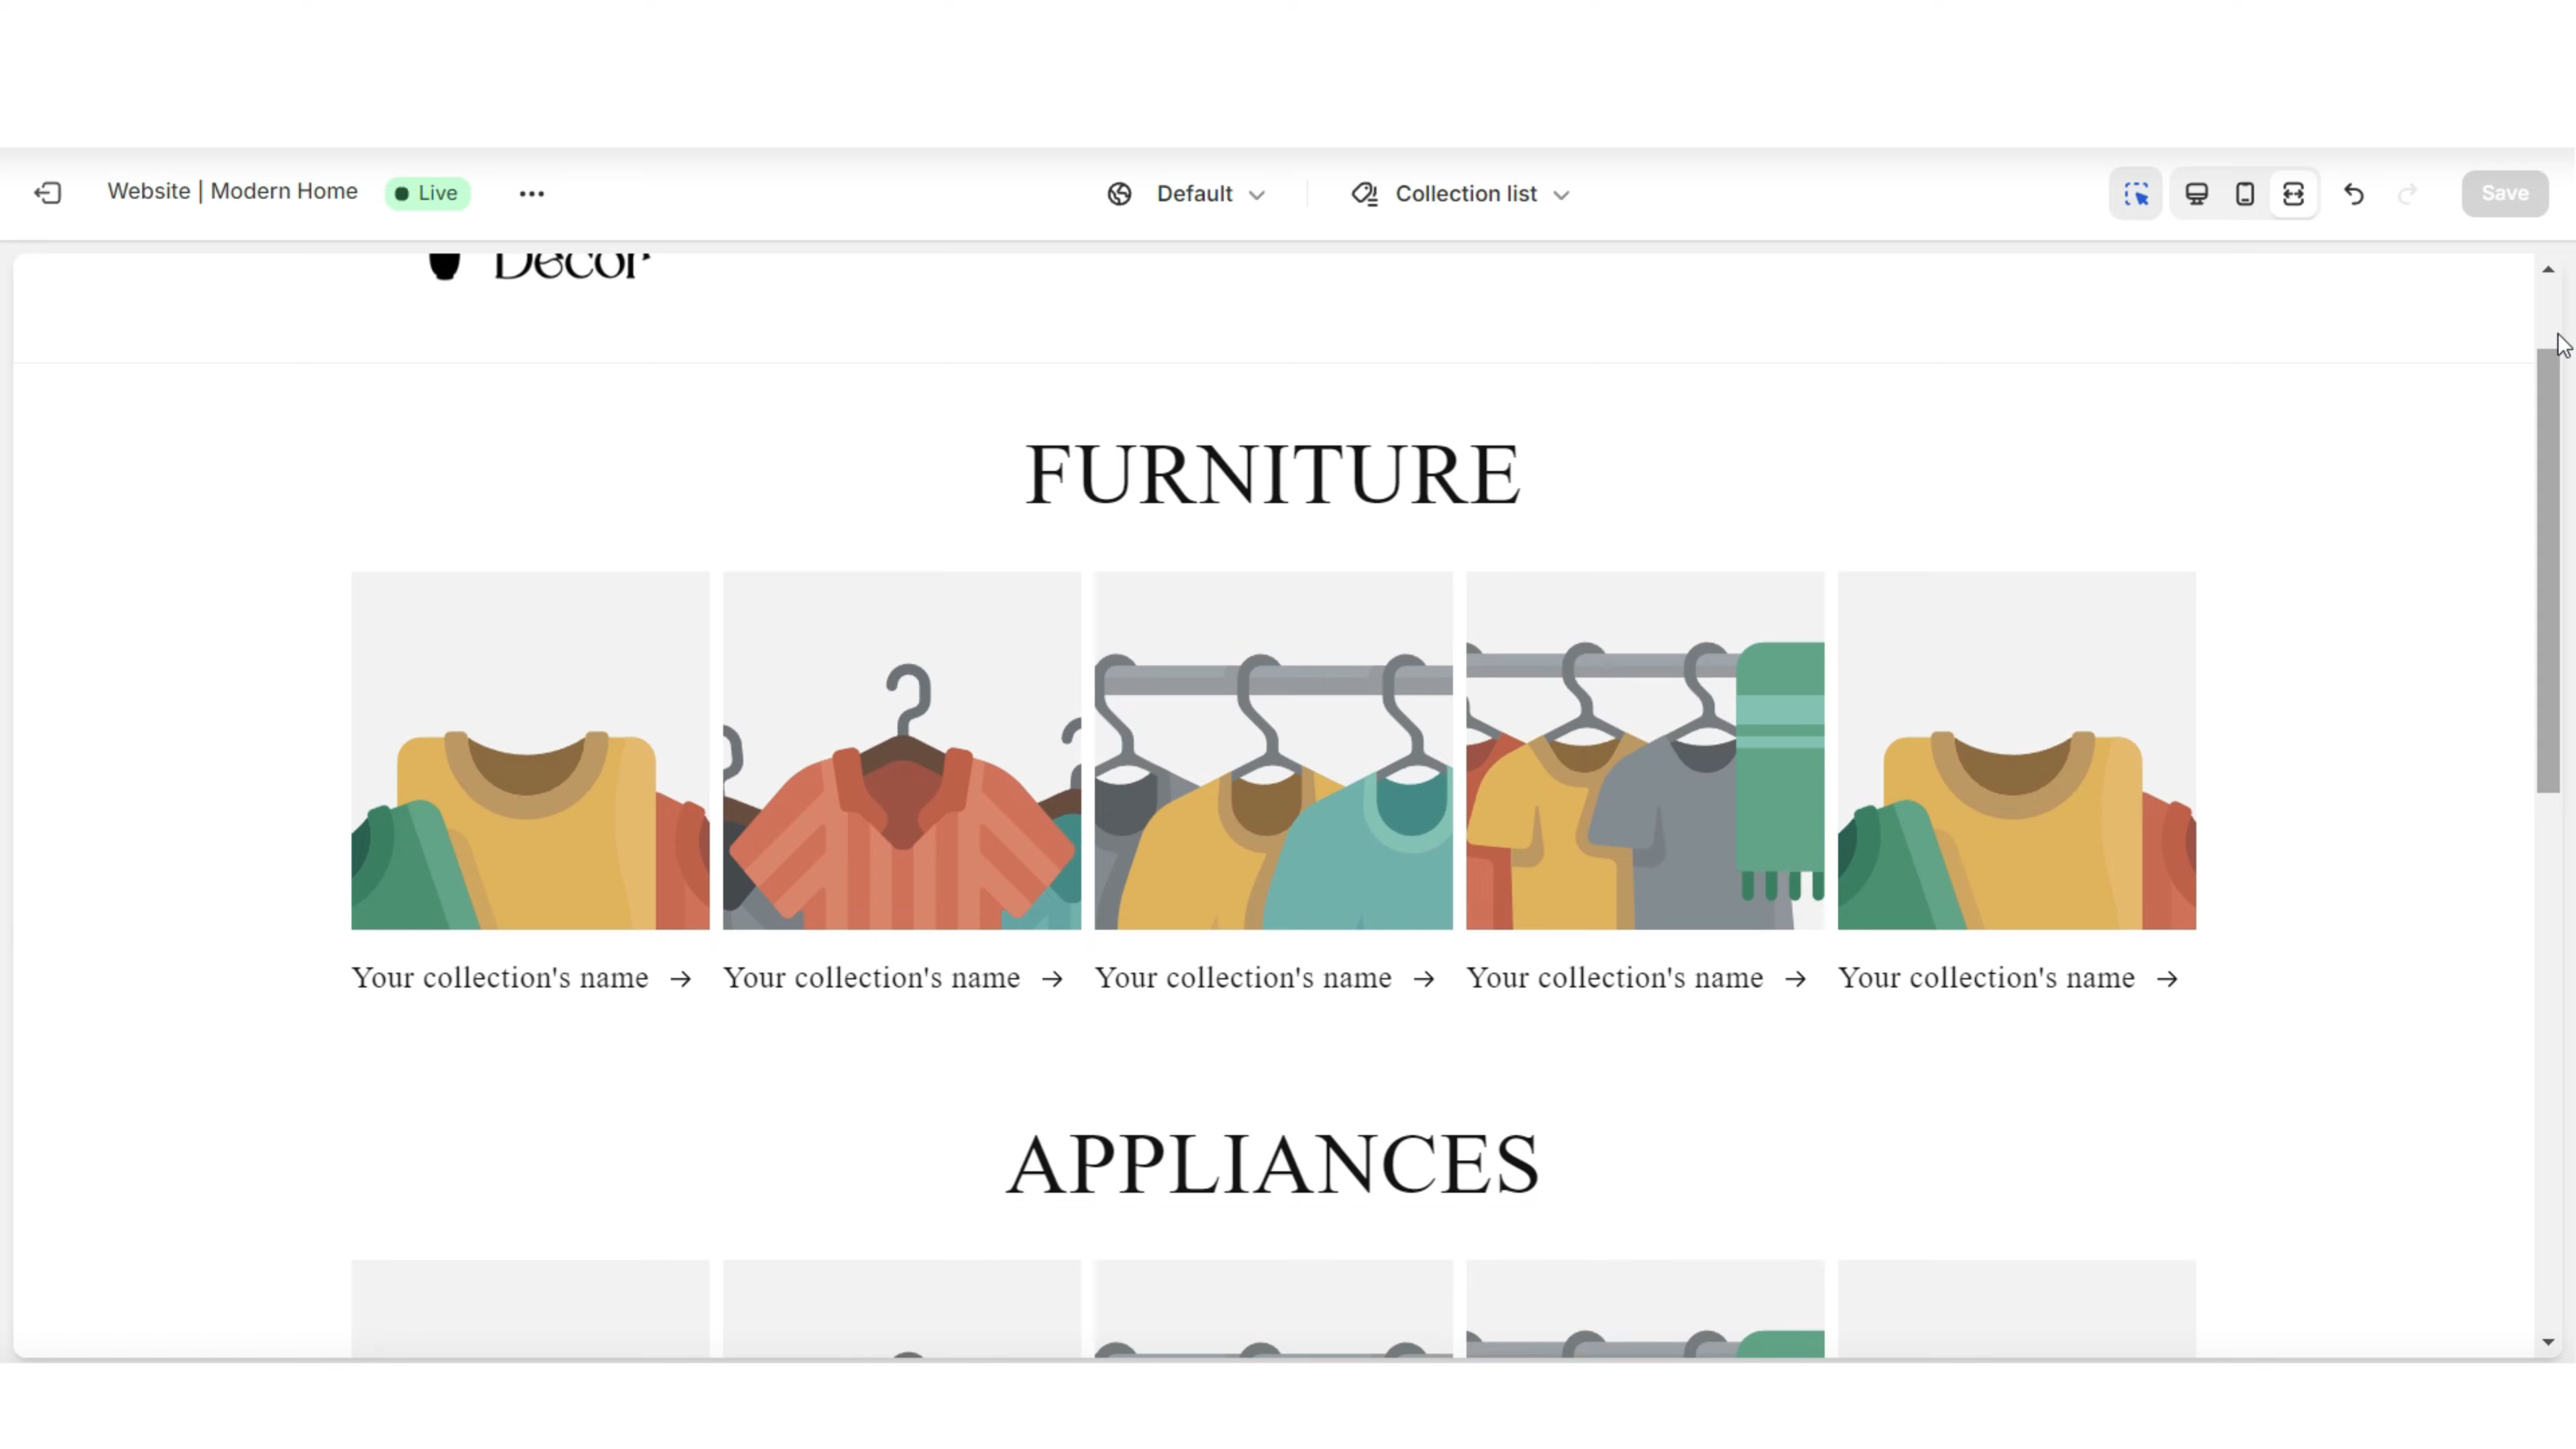 Website | Modern Home
Live
Default
Collection list
Save
Decor
FURNITURE
Your collection's name
Your collection's name
Your collection's name
Your collection's name
Your collection's name
APPLIANCES